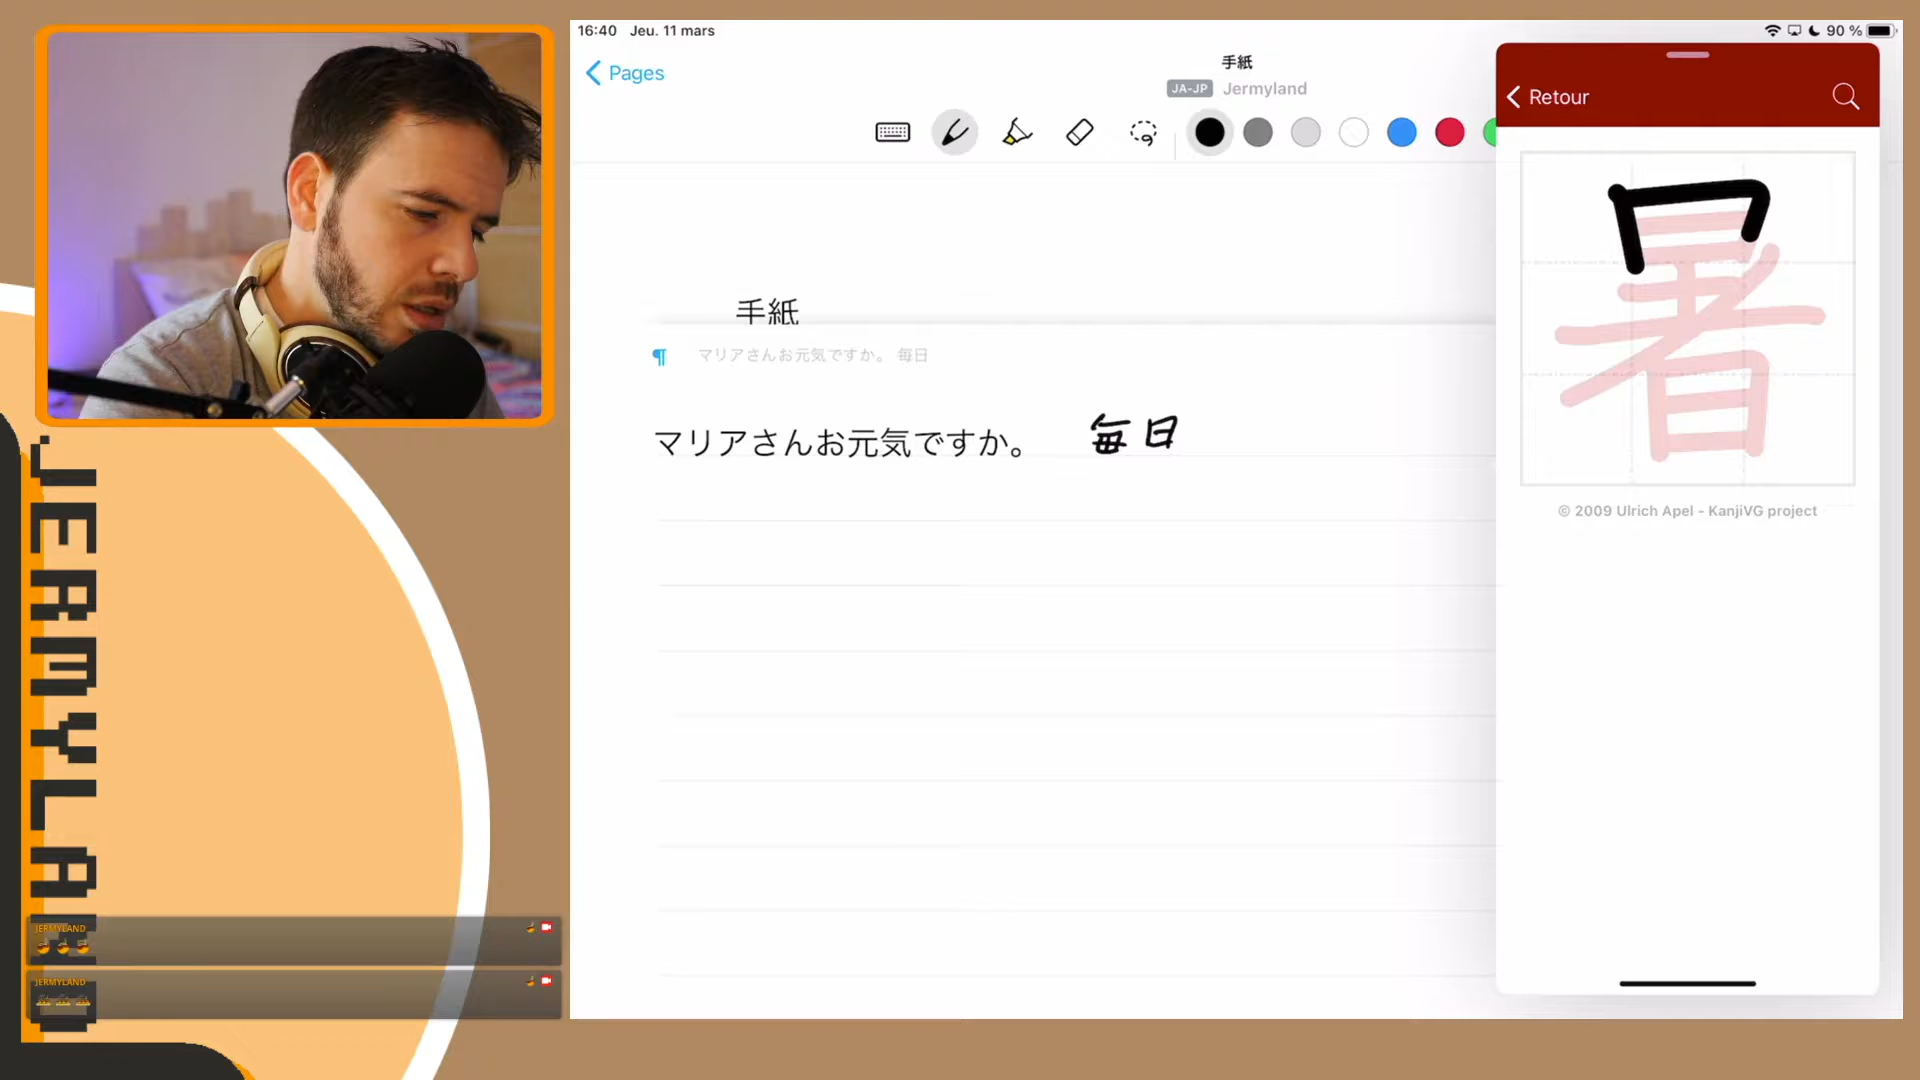 16:40 Jeu. 11 mars
90 %
Pages
手紙
JA-JP Jermyland
Retour
手紙
マリアさんお元気ですか。 毎日
マリアさんお元気ですか。 毎日
暑
© 2009 Ulrich Apel - KanjiVG project
JERMYLAND
JERMYLAND
JERMYLAND